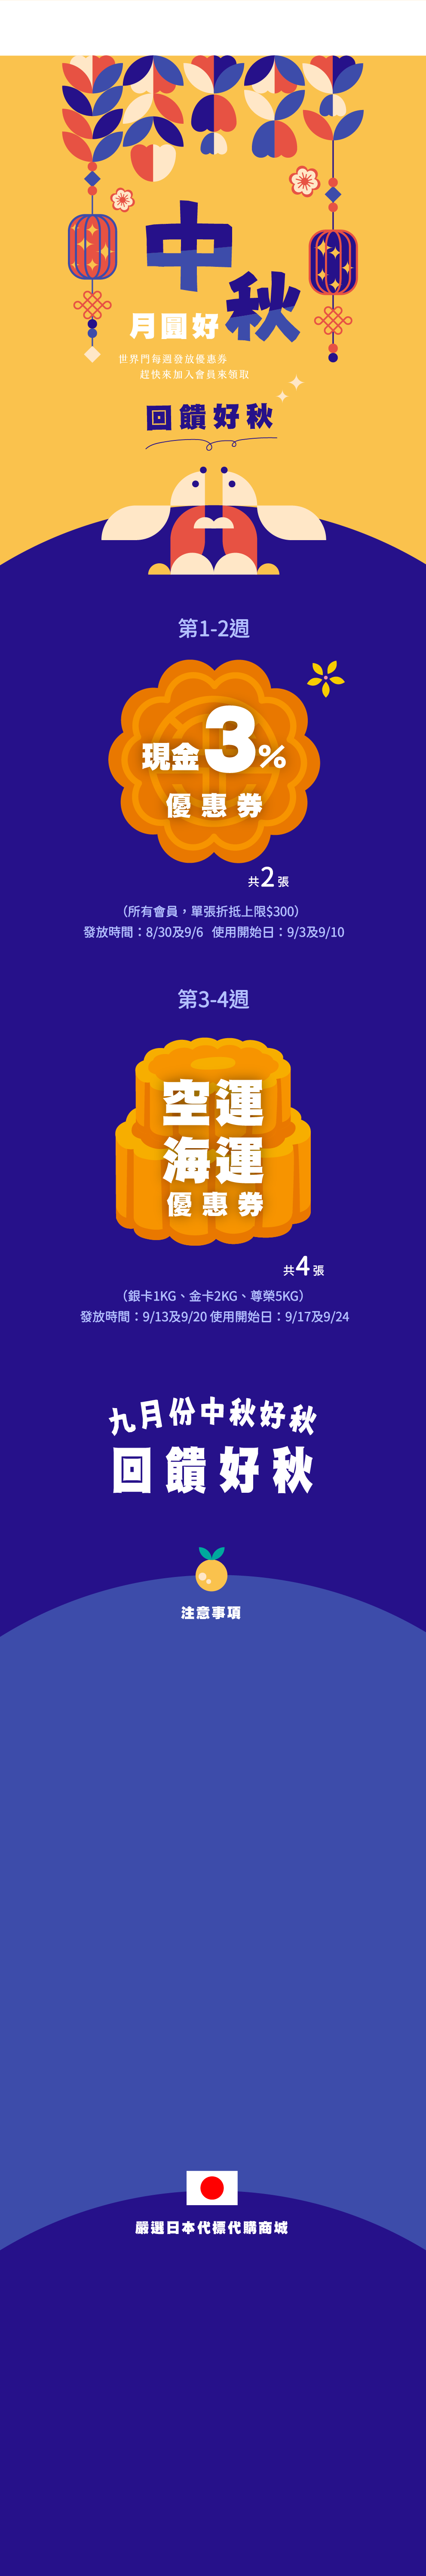 中秋
月圓好
世界門每週發放優惠券
趕快來加入會員來領取
回饋好秋
第1-2週
現金3%
優惠券
共2張
（所有會員，單張折抵上限$300）
發放時間：8/30及9/6 使用開始日：9/3及9/10
第3-4週
空運
海運
優惠券
共4張
（銀卡1KG、金卡2KG、尊榮5KG）
發放時間：9/13及9/20 使用開始日：9/17及9/24
九月份中秋好秋
回饋好秋
注意事項
嚴選日本代標代購商城